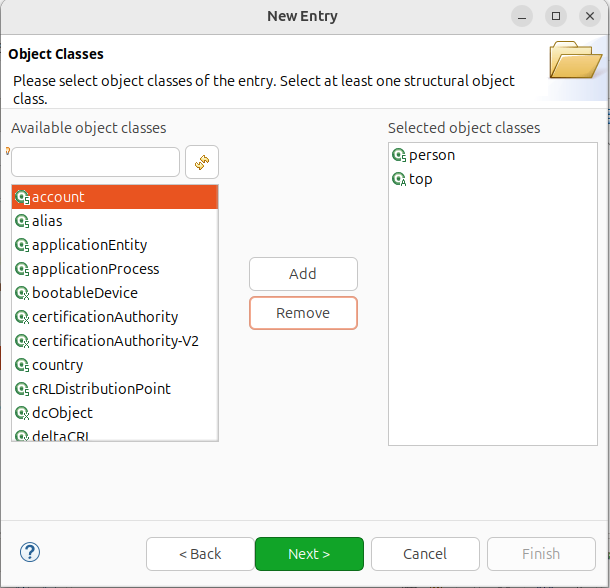 New Entry
Object Classes
Please select object classes of the entry. Select at least one structural object
class.
Available object classes
Selected object classes
account
alias
applicationEntity
applicationProcess
bootableDevice
certificationAuthority
certificationAuthority-V2
country
cRLDistributionPoint
dcObject
deltaCRL
Add
Remove
person
top
?
< Back
Next >
Cancel
Finish